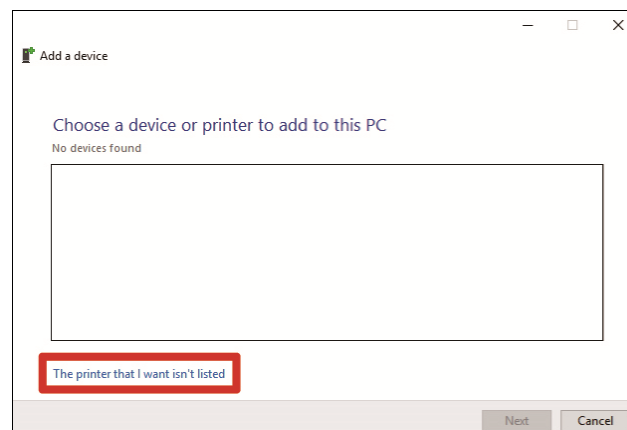 Add a device
Choose a device or printer to add to this PC
No devices found
The printer that I want isn't listed
Next
Cancel